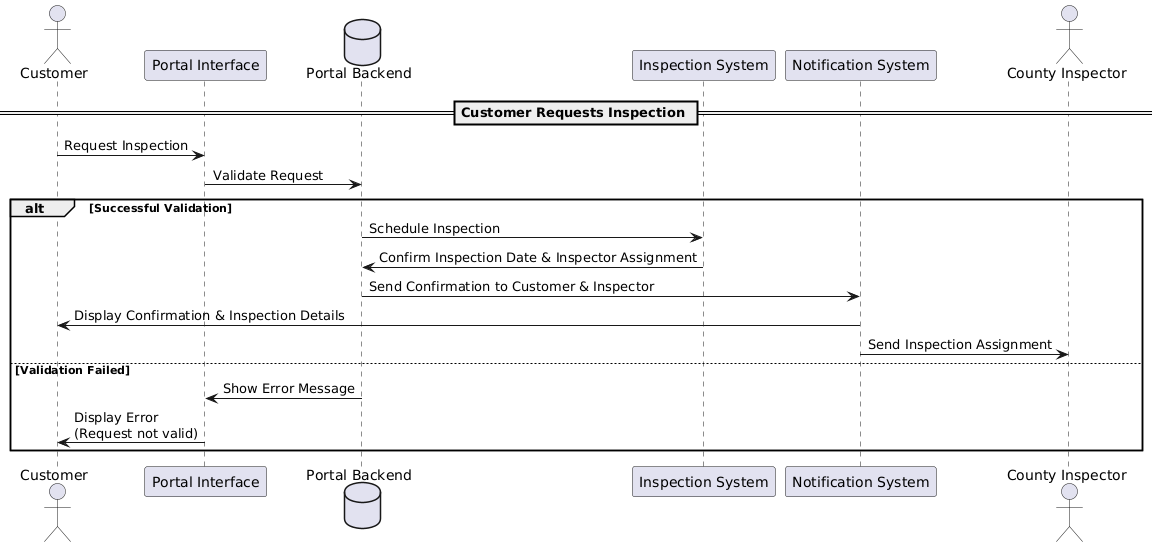 Customer
Portal Interface
Portal Backend
Inspection System
Notification System
County Inspector
Customer Requests Inspection
Request Inspection
Validate Request
alt
[Successful Validation]
Schedule Inspection
Confirm Inspection Date & Inspector Assignment
Send Confirmation to Customer & Inspector
Display Confirmation & Inspection Details
Send Inspection Assignment
[Validation Failed]
Show Error Message
Display Error
(Request not valid)
Customer
Portal Interface
Portal Backend
Inspection System
Notification System
County Inspector